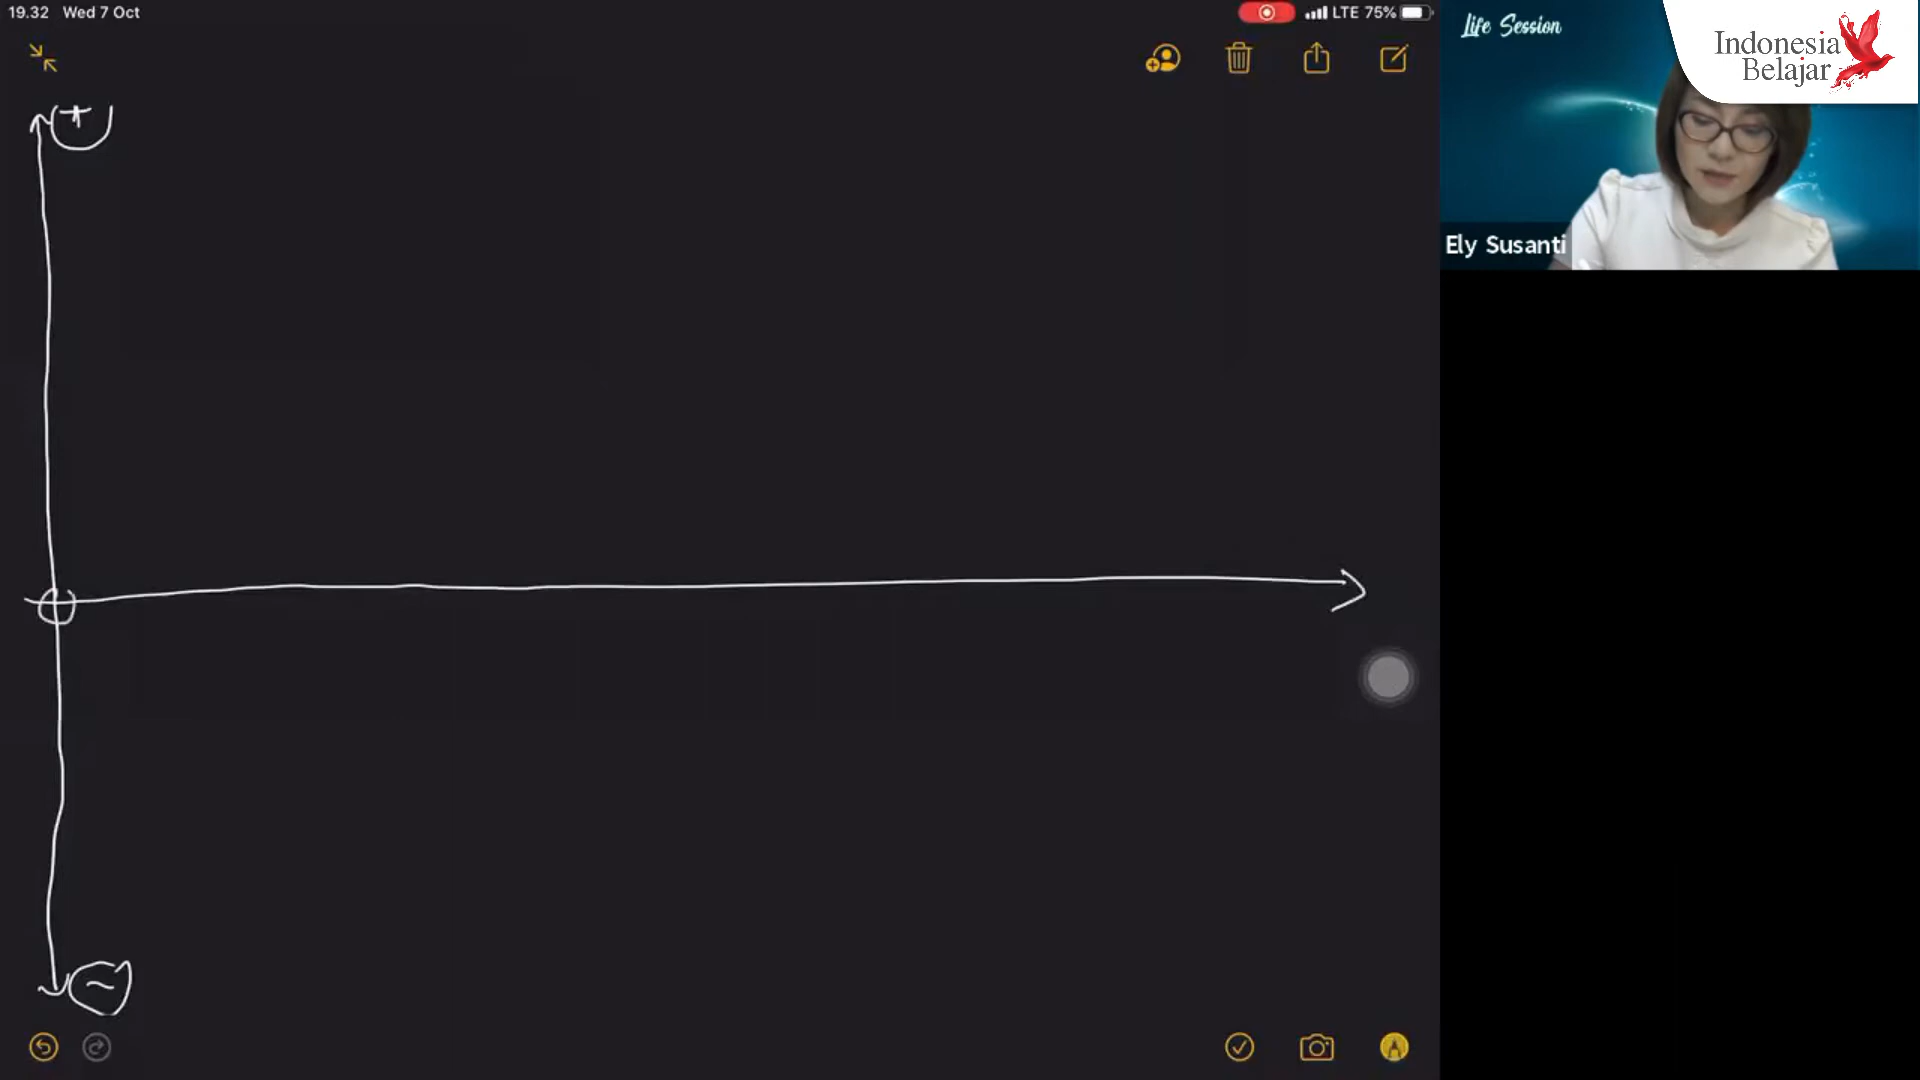 19.32 Wed 7 Oct
LTE 75%
Life Session
Indonesia
Belajar
+
Ely Susanti
-